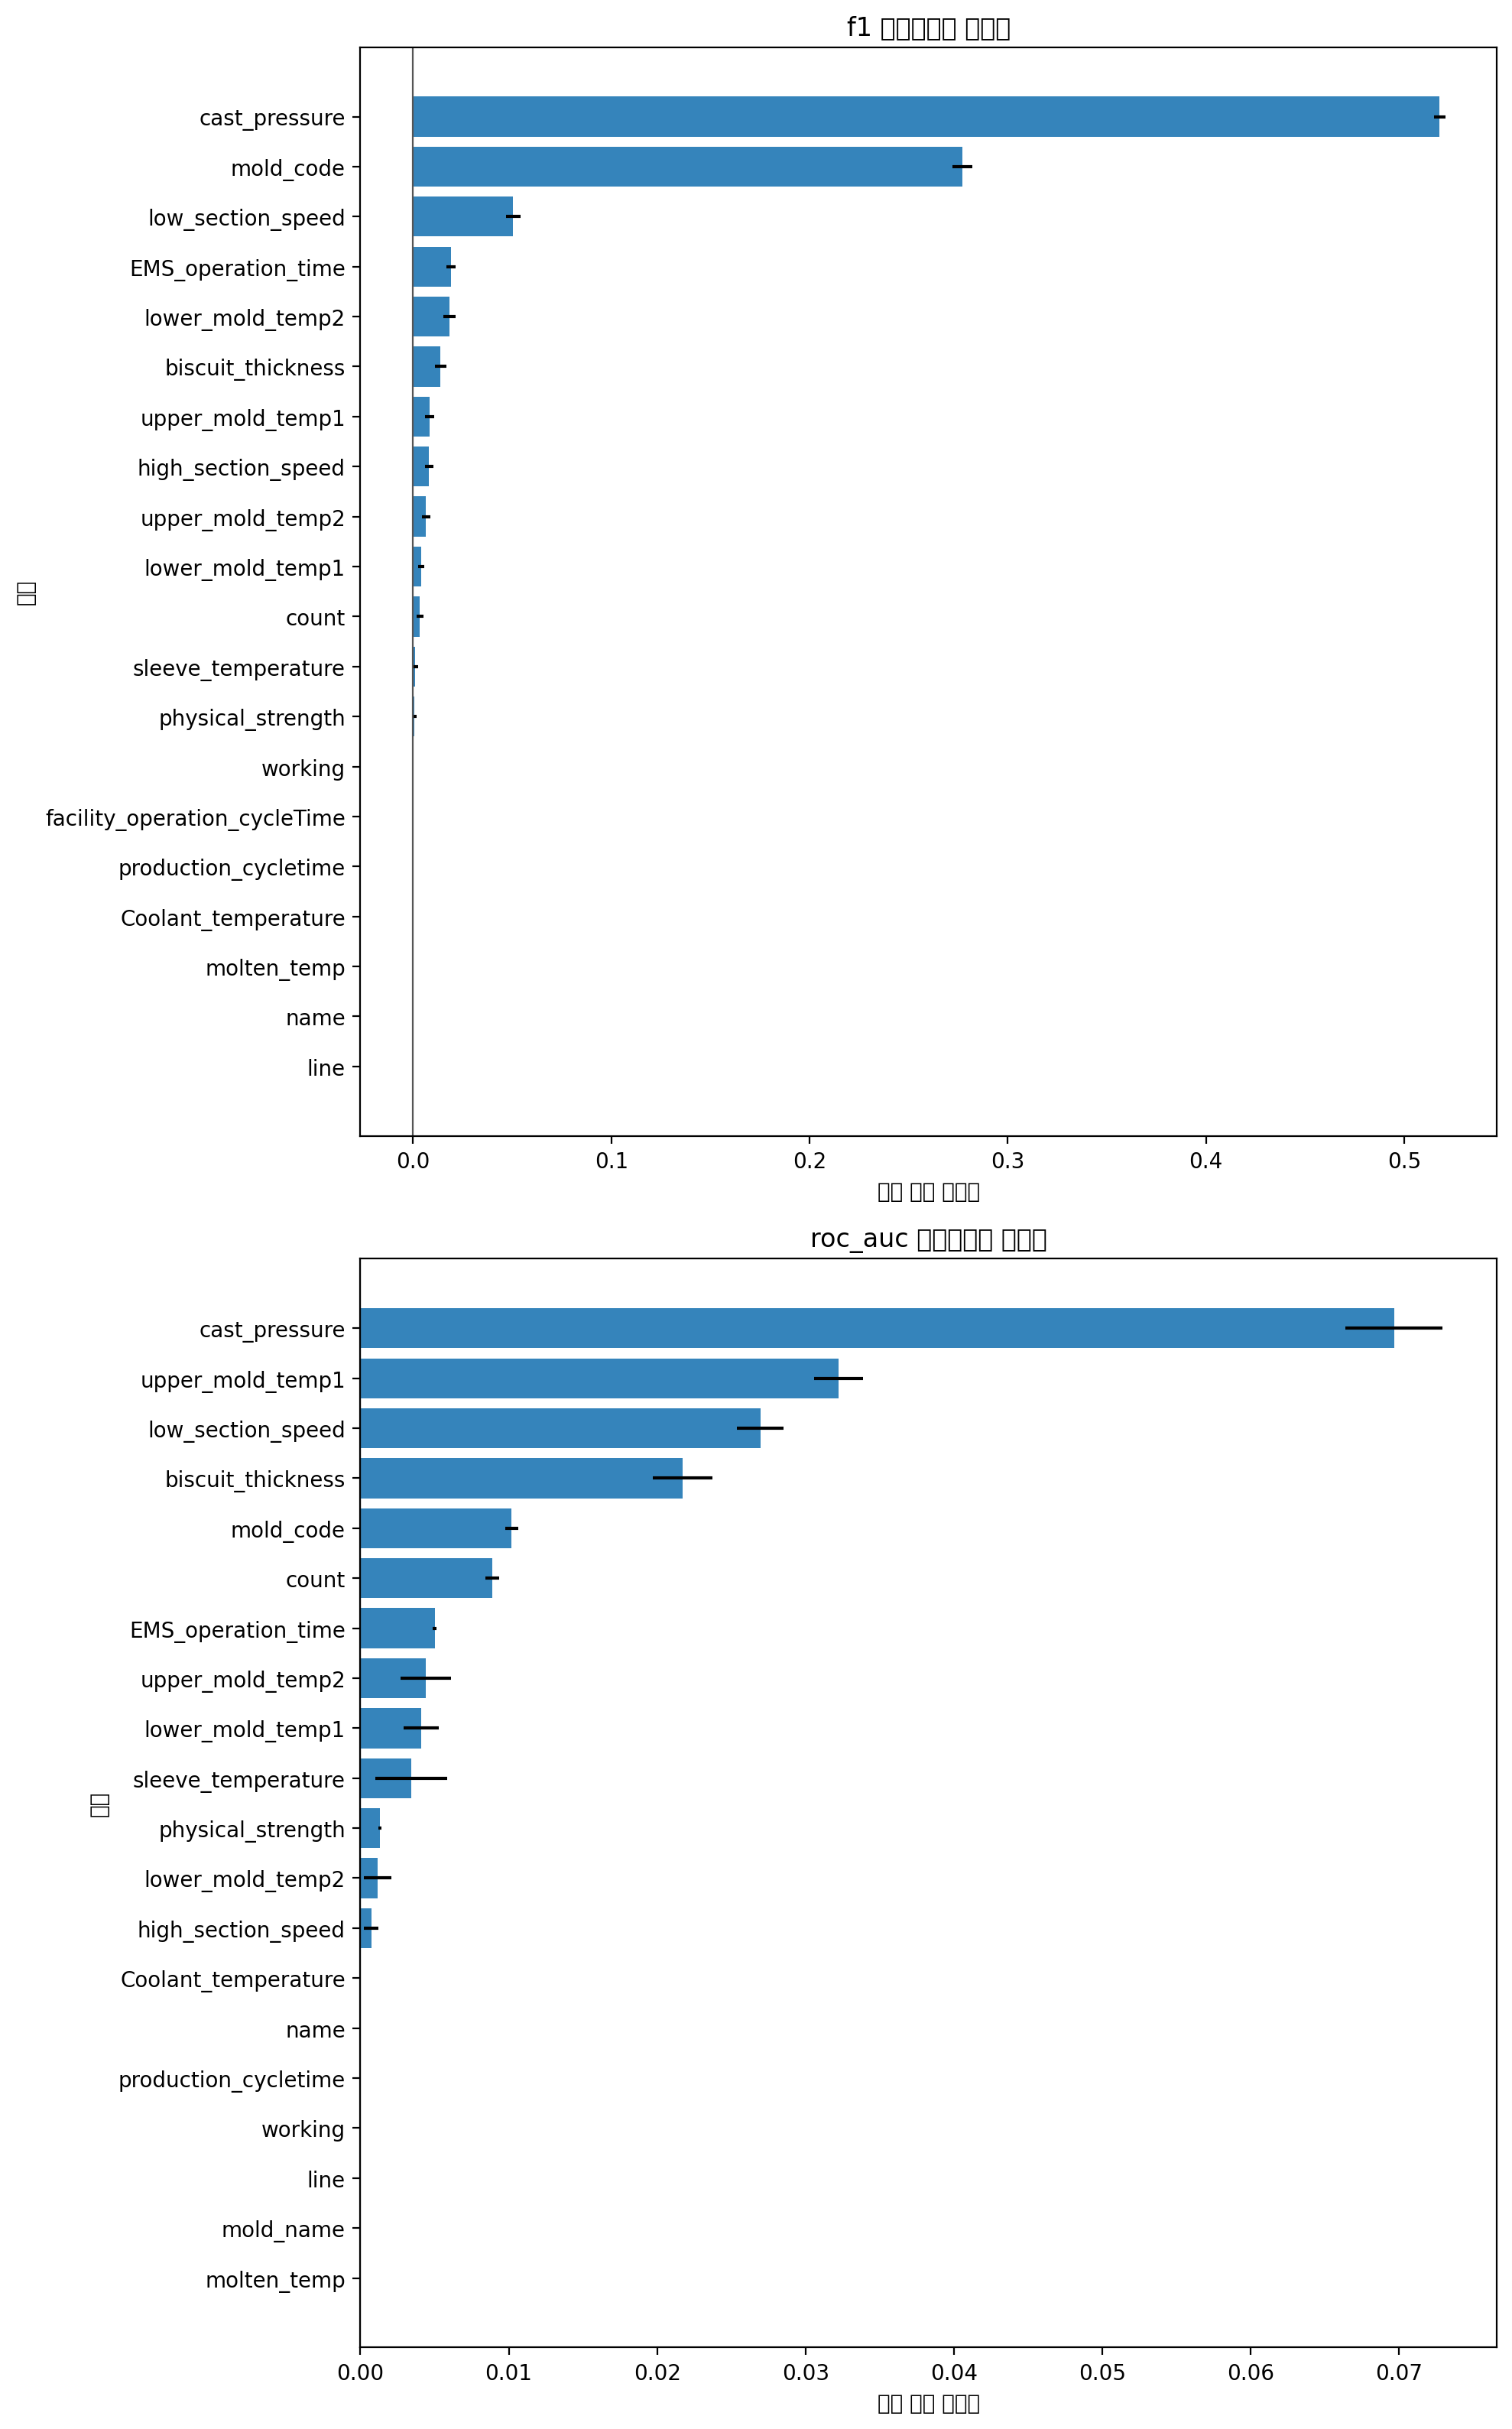 f1
cast_pressure
mold_code
low_section_speed
EMS_operation_time
lower_mold_temp2
biscuit_thickness
upper_mold_temp1
high_section_speed
upper_mold_temp2
lower_mold_temp1
count
sleeve_temperature
physical_strength
working
facility_operation_cycleTime
production_cycletime
Coolant_temperature
molten_temp
name
line
0.0 0.1 0.2 0.3 0.4 0.5
roc_auc
cast_pressure
upper_mold_temp1
low_section_speed
biscuit_thickness
mold_code
count
EMS_operation_time
upper_mold_temp2
lower_mold_temp1
sleeve_temperature
physical_strength
lower_mold_temp2
high_section_speed
Coolant_temperature
name
production_cycletime
working
line
mold_name
molten_temp
0.00 0.01 0.02 0.03 0.04 0.05 0.06 0.07